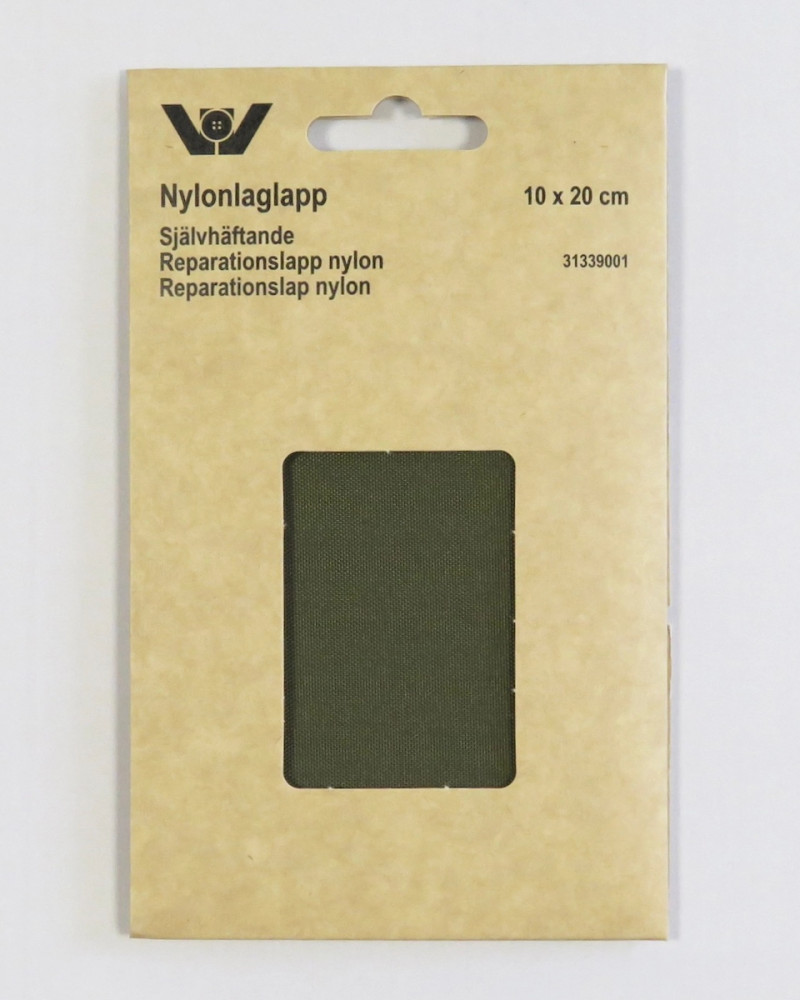 Nylonlaglapp 10 x 20 cm
Självhäftande
Reparationslapp nylon 31339001
Reparationslap nylon